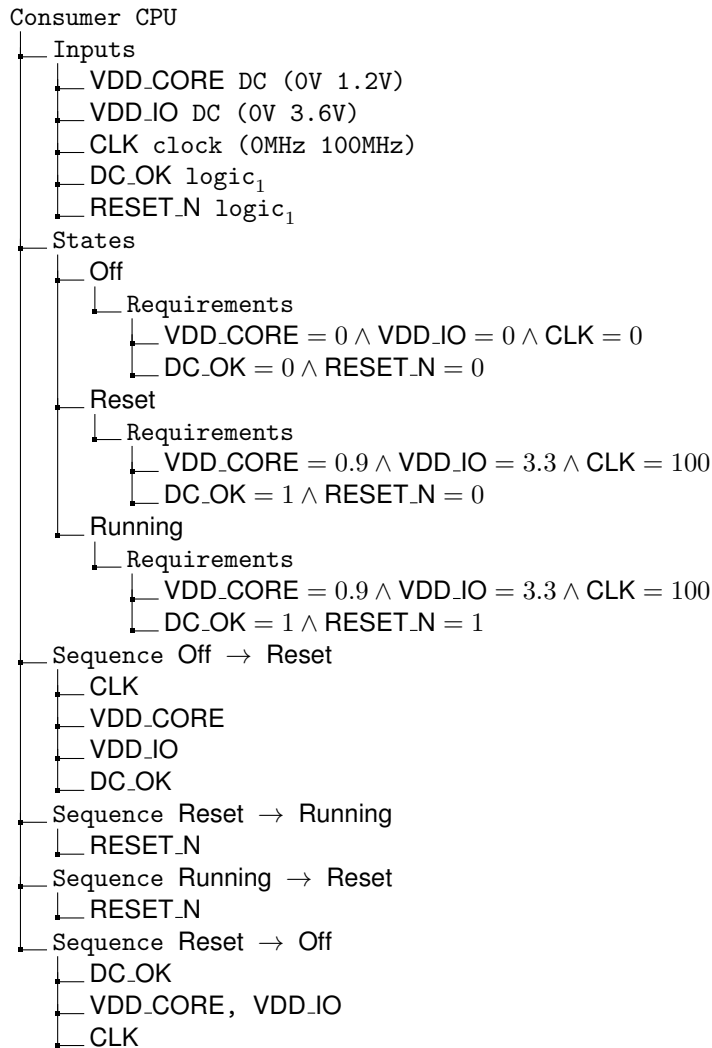 Consumer CPU
Inputs
VDD_CORE DC (0V 1.2V)
VDD_IO DC (0V 3.6V)
CLK clock (0MHz 100MHz)
DC_OK logic₁
RESET_N logic₁
States
Off
Requirements
VDD_CORE = 0 ∧ VDD_IO = 0 ∧ CLK = 0
DC_OK = 0 ∧ RESET_N = 0
Reset
Requirements
VDD_CORE = 0.9 ∧ VDD_IO = 3.3 ∧ CLK = 100
DC_OK = 1 ∧ RESET_N = 0
Running
Requirements
VDD_CORE = 0.9 ∧ VDD_IO = 3.3 ∧ CLK = 100
DC_OK = 1 ∧ RESET_N = 1
Sequence Off → Reset
CLK
VDD_CORE
VDD_IO
DC_OK
Sequence Reset → Running
RESET_N
Sequence Running → Reset
RESET_N
Sequence Reset → Off
DC_OK
VDD_CORE, VDD_IO
CLK